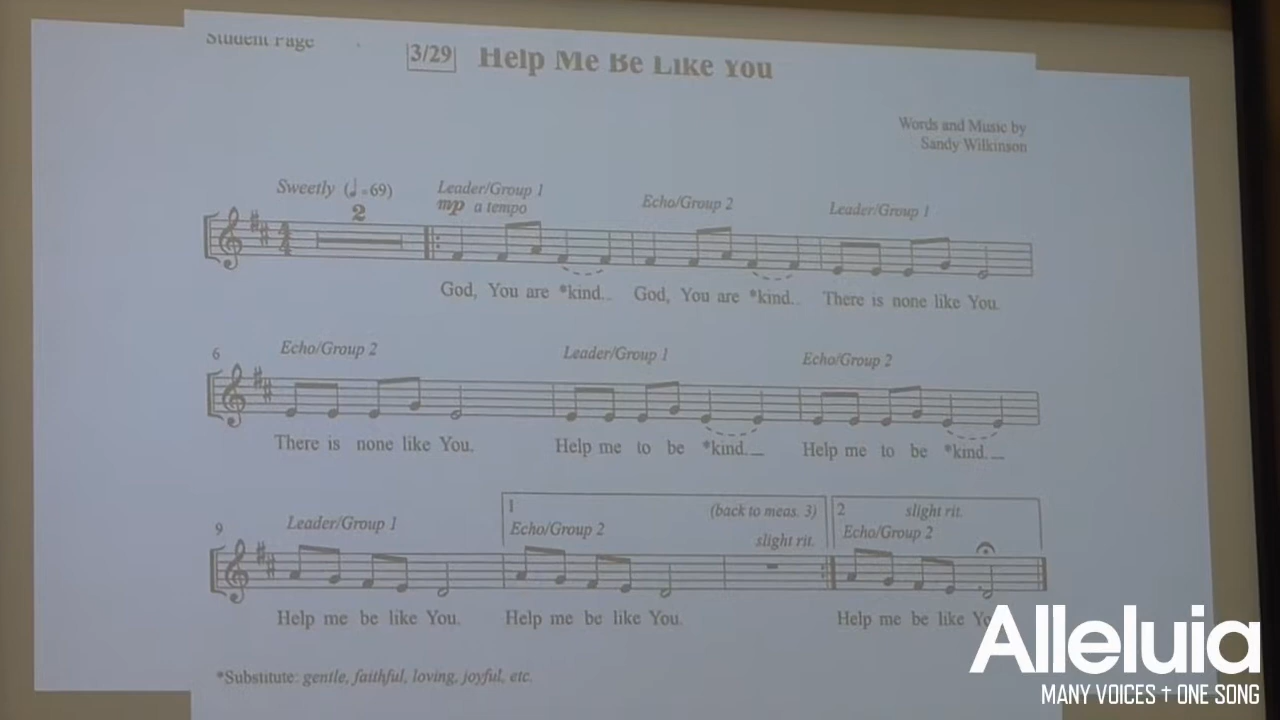 Student Page
3/29 Help Me Be Like You
Words and Music by
Sandy Wilkinson
Sweetly (♩=69) Leader/Group 1 Echo/Group 2 Leader/Group 1
2 mp a tempo
God, You are *kind._ God, You are *kind._ There is none like You.
6 Echo/Group 2 Leader/Group 1 Echo/Group 2
There is none like You. Help me to be *kind._ Help me to be *kind._
1 (back to meas. 3) 2 slight rit.
9 Leader/Group 1 Echo/Group 2 slight rit. Echo/Group 2
Help me be like You. Help me be like You. Help me be like
*Substitute: gentle, faithful, loving, joyful, etc.
Alleluia
MANY VOICES † ONE SONG